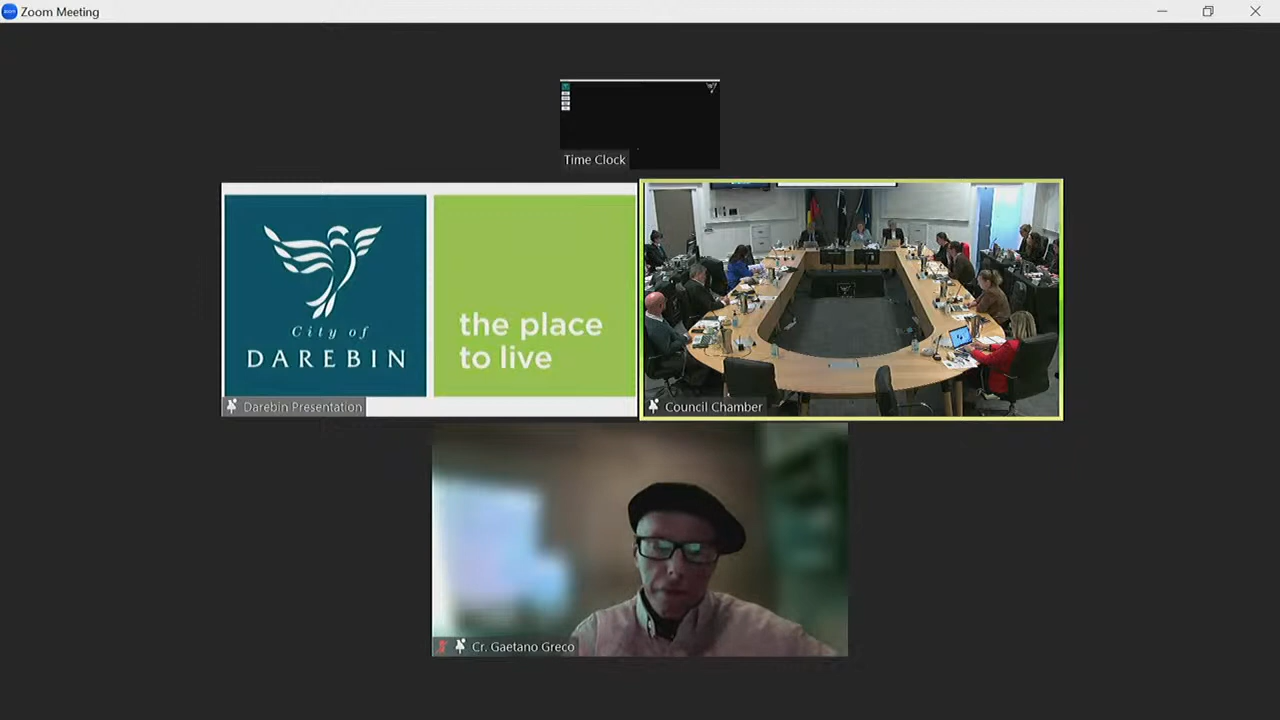 Zoom Meeting
Time Clock
City of
DAREBIN
the place
to live
Darebin Presentation
Council Chamber
Cr. Gaetano Greco